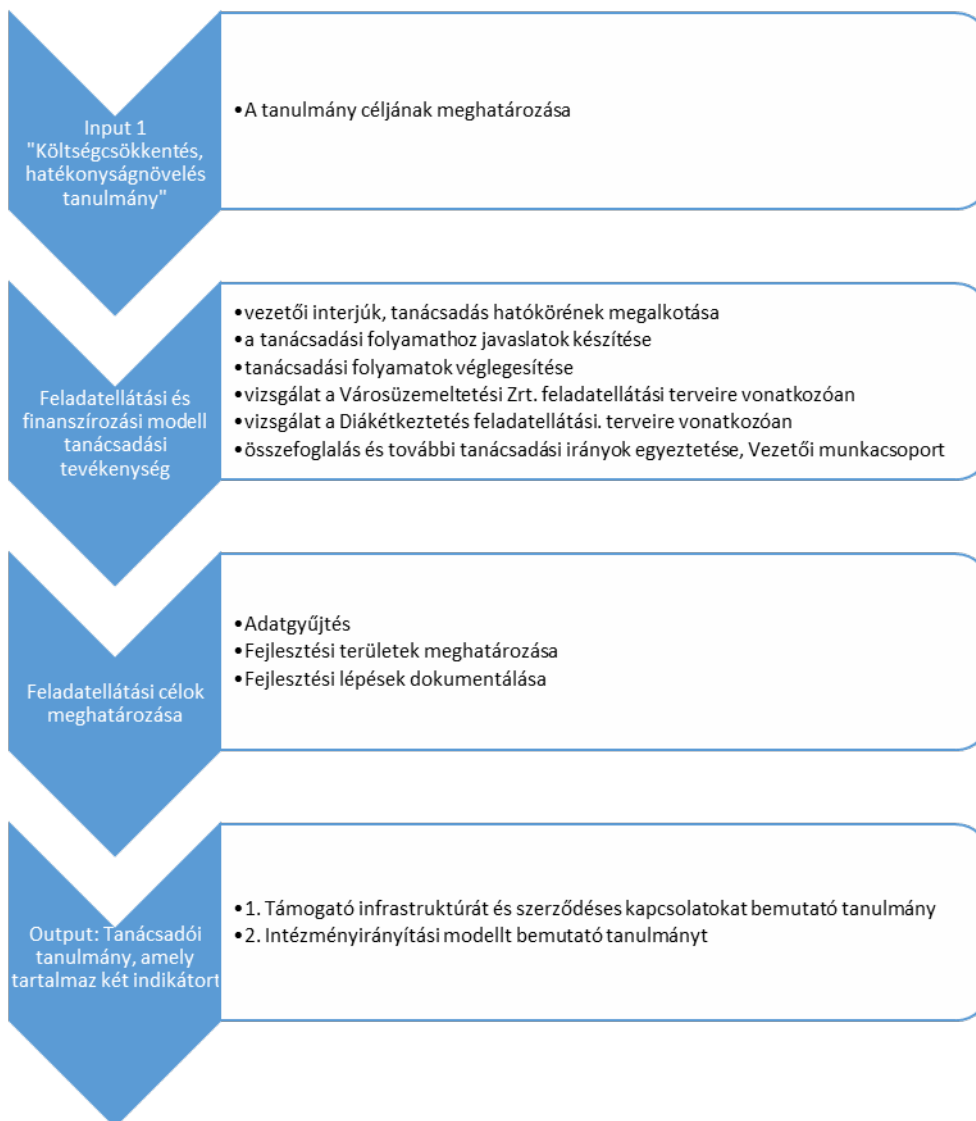 Input 1
"Költségcsökkentés,
hatékonyságnövelés
tanulmány"
•A tanulmány céljának meghatározása
Feladatellátási és
finanszírozási modell
tanácsadási
tevékenység
•vezetői interjúk, tanácsadás hatókörének megalkotása
•a tanácsadási folyamathoz javaslatok készítése
•tanácsadási folyamatok véglegesítése
•vizsgálat a Városüzemeltetési Zrt. feladatellátási terveire vonatkozóan
•vizsgálat a Diákétkeztetés feladatellátási. terveire vonatkozóan
•összefoglalás és további tanácsadási irányok egyeztetése, Vezetői munkacsoport
Feladatellátási célok
meghatározása
•Adatgyűjtés
•Fejlesztési területek meghatározása
•Fejlesztési lépések dokumentálása
Output: Tanácsadói
tanulmány, amely
tartalmaz két indikátort
•1. Támogató infrastruktúrát és szerződéses kapcsolatokat bemutató tanulmány
•2. Intézményirányítási modellt bemutató tanulmányt